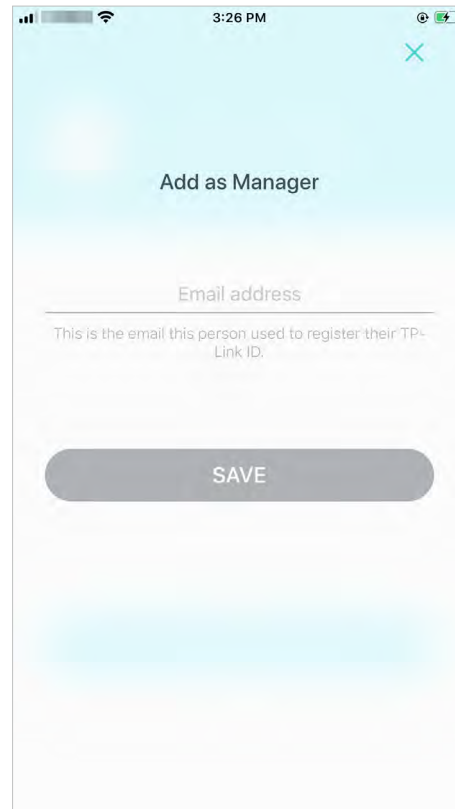 3:26 PM
Add as Manager
Email address
This is the email this person used to register their TP-
Link ID.
SAVE